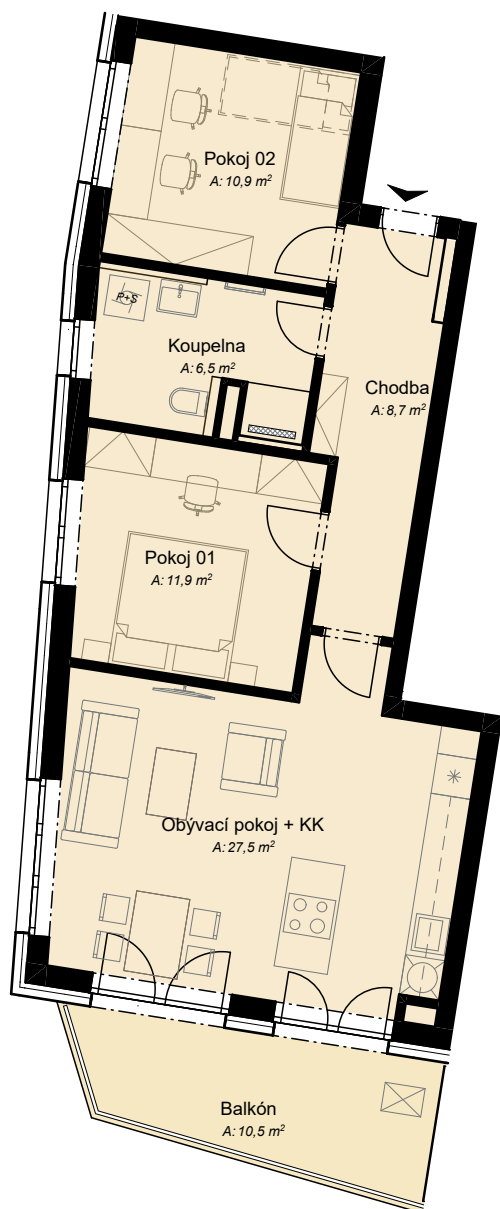 Pokoj 02
A: 10,9 m²
P+S
Koupelna
A: 6,5 m²
Chodba
A: 8,7 m²
Pokoj 01
A: 11,9 m²
Obývací pokoj + KK
A: 27,5 m²
Balkón
A: 10,5 m²